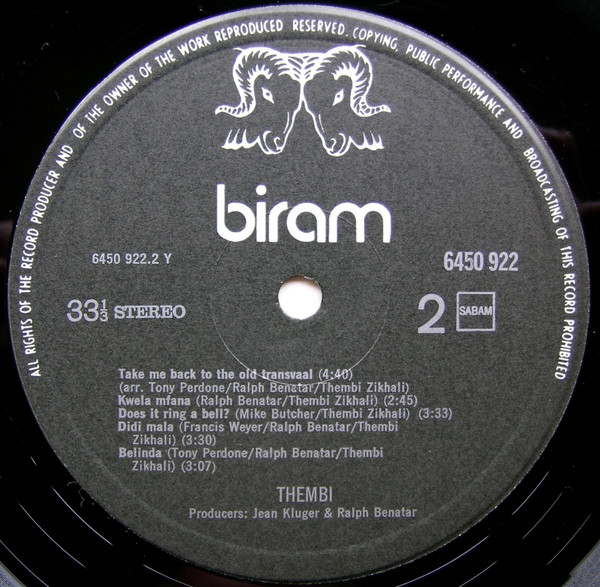 ALL RIGHTS OF THE RECORD PRODUCER AND OF THE OWNER OF THE WORK REPRODUCED RESERVED. COPYING, PUBLIC PERFORMANCE AND BROADCASTING OF THIS RECORD PROHIBITED
biram
6450 922.2 Y
6450 922
33 1/3 STEREO
2 SABAM
Take me back to the old transvaal (4:40)
(arr. Tony Perdone/Ralph Benatar/Thembi Zikhali)
Kwela mfana (Ralph Benatar/Thembi Zikhali) (2:45)
Does it ring a bell? (Mike Butcher/Thembi Zikhali) (3:33)
Didi mala (Francis Weyer/Ralph Benatar/Thembi
Zikhali) (3:30)
Belinda (Tony Perdone/Ralph Benatar/Thembi
Zikhali) (3:07)
THEMBI
Producers: Jean Kluger & Ralph Benatar